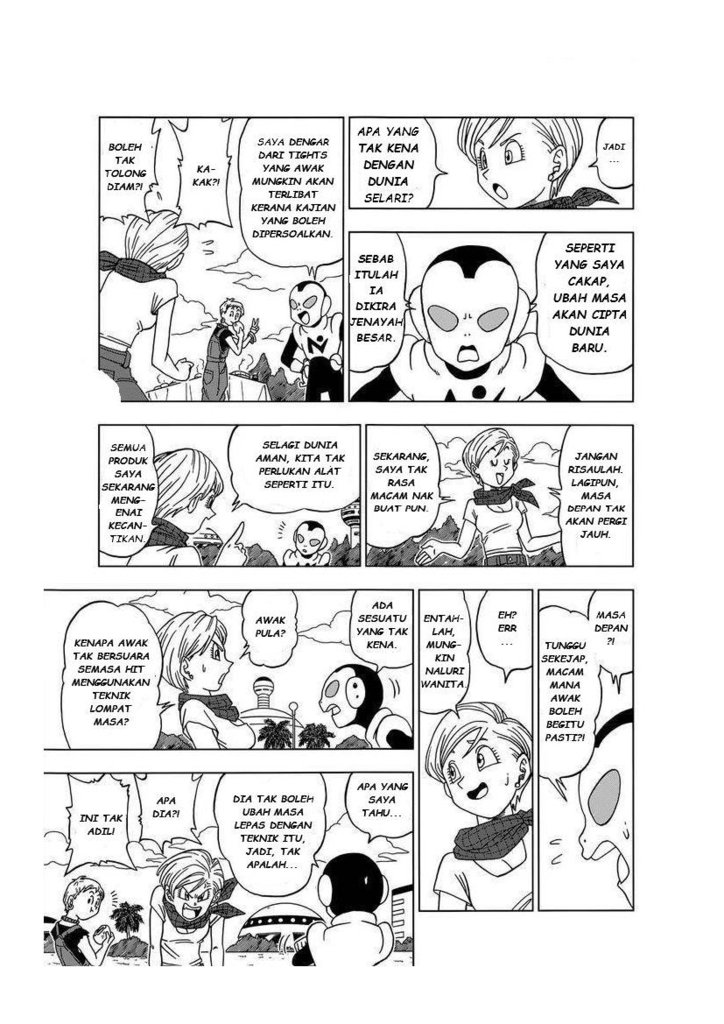 JADI
...
APA YANG
TAK KENA
DENGAN
DUNIA
SELARI?
SEPERTI
YANG SAYA
CAKAP,
UBAH MASA
AKAN CIPTA
DUNIA
BARU.
SEBAB
ITULAH
IA
DIKIRA
JENAYAH
BESAR.
SAYA DENGAR
DARI TIGHTS
YANG AWAK
MUNGKIN AKAN
TERLIBAT
KERANA KAJIAN
YANG BOLEH
DIPERSOALKAN.
KA-
KAK?!
BOLEH
TAK
TOLONG
DIAM?!
JANGAN
RISAULAH.
LAGIPUN,
MASA
DEPAN TAK
AKAN PERGI
JAUH.
SEKARANG,
SAYA TAK
RASA
MACAM NAK
BUAT PUN.
SELAGI DUNIA
AMAN, KITA TAK
PERLUKAN ALAT
SEPERTI ITU.
SEMUA
PRODUK
SAYA
SEKARANG
MENG-
ENAI
KECAN-
TIKAN.
MASA
DEPAN
?!
TUNGGU
SEKEJAP,
MACAM
MANA
AWAK
BOLEH
BEGITU
PASTI?!
EH?
ERR
...
ENTAH-
LAH,
MUNG-
KIN
NALURI
WANITA.
ADA
SESUATU
YANG TAK
KENA.
AWAK
PULA?
KENAPA AWAK
TAK BERSUARA
SEMASA HIT
MENGGUNAKAN
TEKNIK
LOMPAT
MASA?
APA YANG
SAYA
TAHU...
DIA TAK BOLEH
UBAH MASA
LEPAS DENGAN
TEKNIK ITU,
JADI, TAK
APALAH...
APA
DIA?!
INI TAK
ADIL!